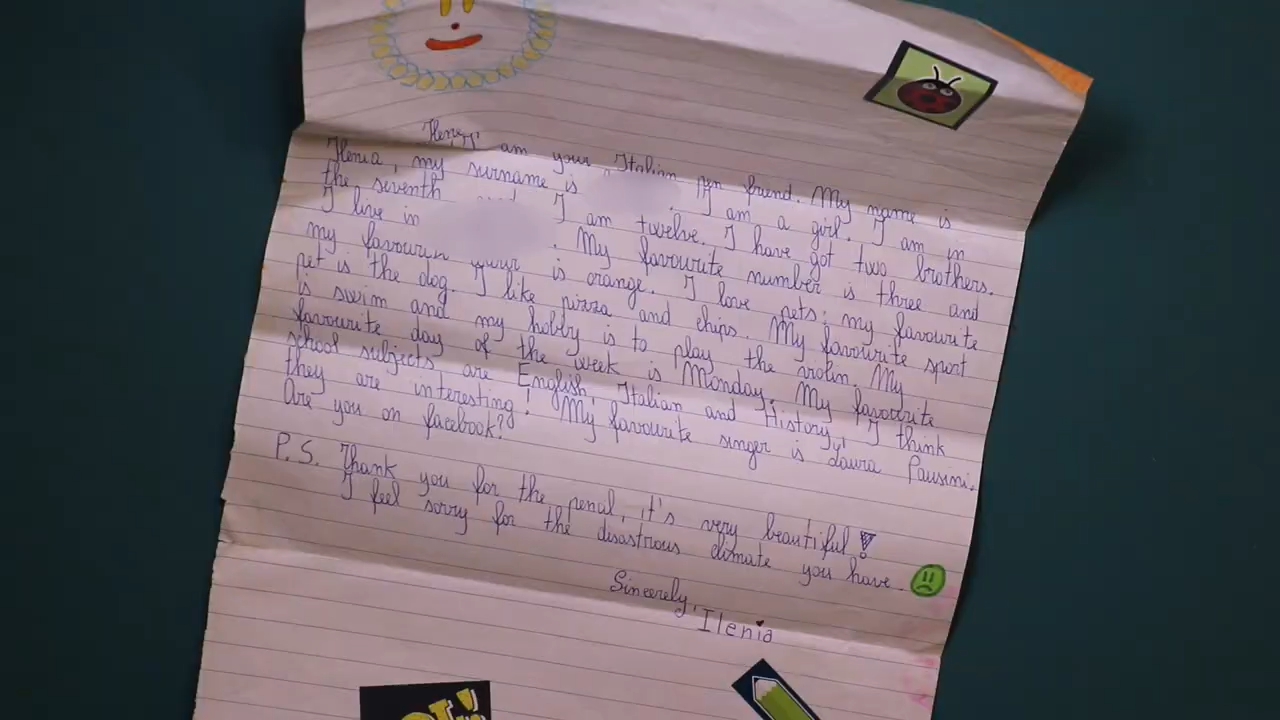 am your Italian pen friend. My name is
Ilenia, my surname is . I am a girl. I am in
the seventh I am twelve. I have got two brothers.
I live in . My favourite number is three and
my is orange. I love pets; my favourite
pet is the dog. I like pizza and chips. My favourite sport
is swim and my hobby is to play the violin. My
favourite day of the week is Monday. My favourite
school subjects are English, Italian and History, I think
they are interesting! My favourite singer is Laura Pausini.
Are you on facebook?
P.S. Thank you for the pencil, it's very beautiful!
I feel sorry for the disastrous climate you have.
Sincerely,
Ilenia